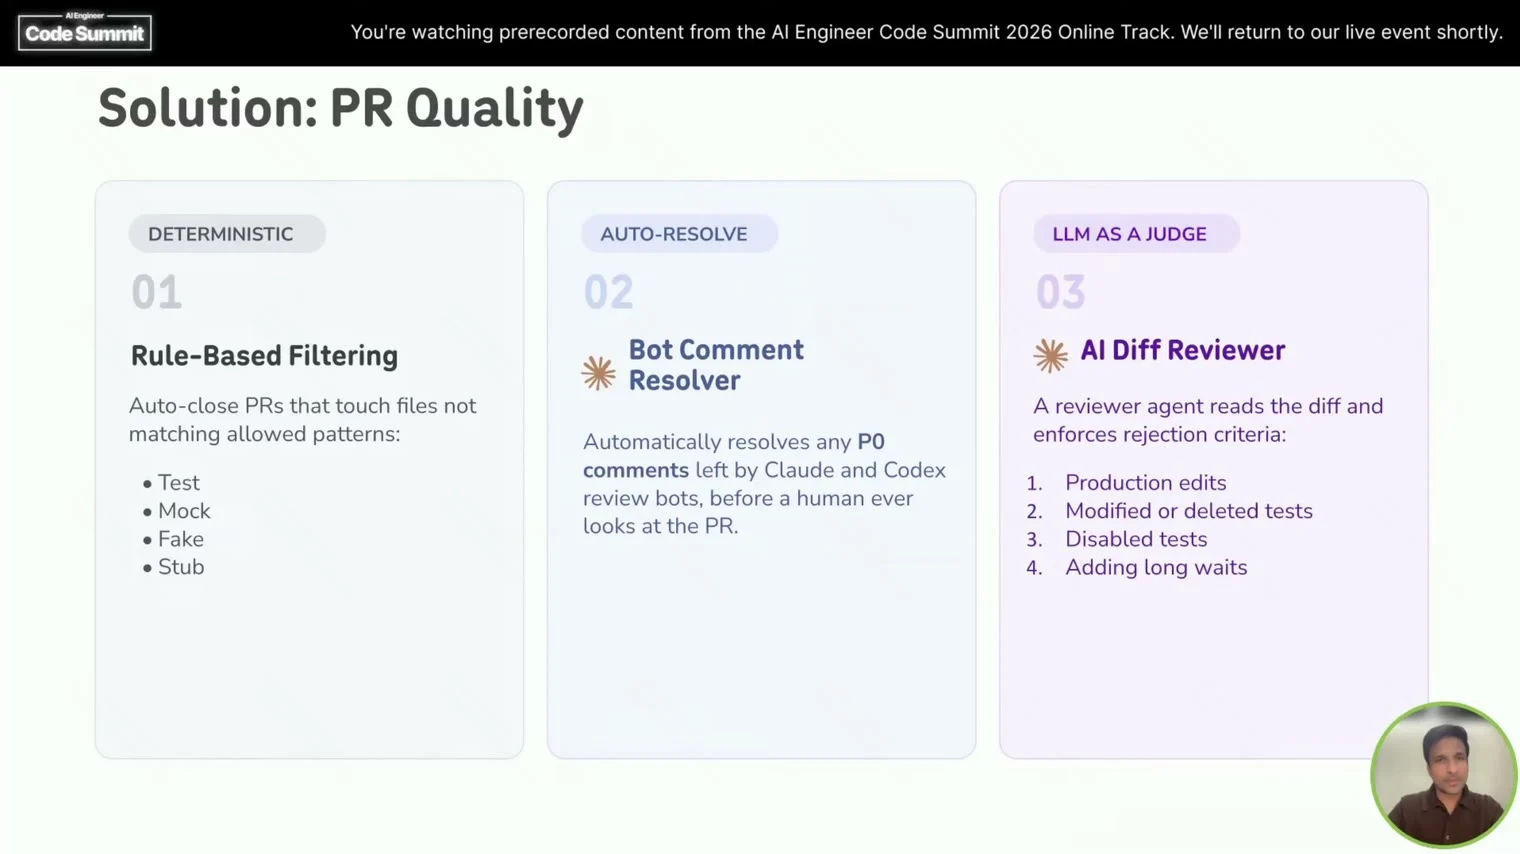 AI Engineer
Code Summit
You're watching prerecorded content from the AI Engineer Code Summit 2026 Online Track. We'll return to our live event shortly.
Solution: PR Quality
DETERMINISTIC
01
Rule-Based Filtering
Auto-close PRs that touch files not
matching allowed patterns:
• Test
• Mock
• Fake
• Stub
AUTO-RESOLVE
02
Bot Comment
Resolver
Automatically resolves any P0
comments left by Claude and Codex
review bots, before a human ever
looks at the PR.
LLM AS A JUDGE
03
AI Diff Reviewer
A reviewer agent reads the diff and
enforces rejection criteria:
1. Production edits
2. Modified or deleted tests
3. Disabled tests
4. Adding long waits